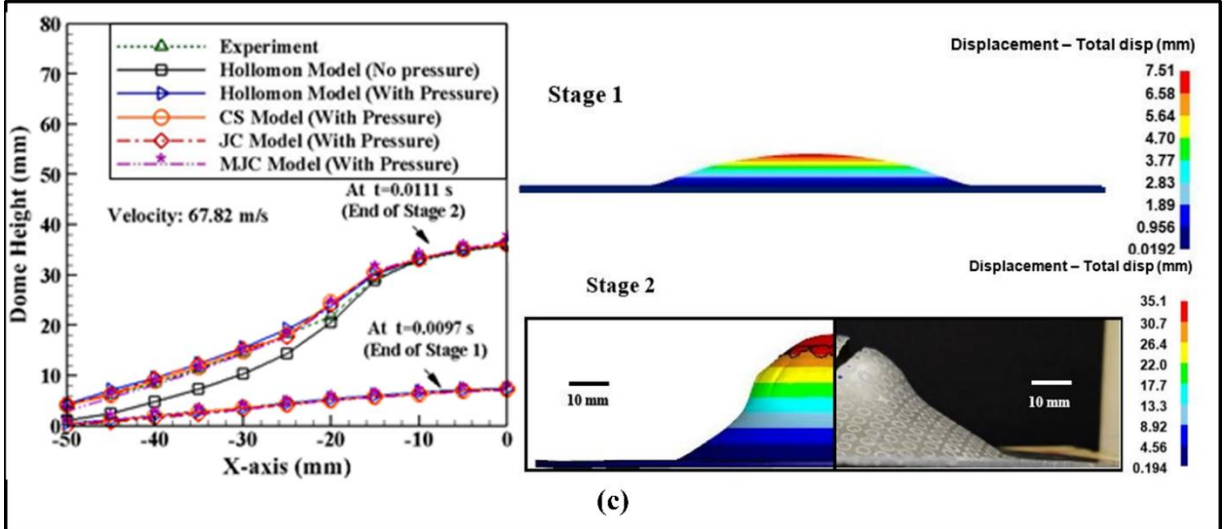 80
70
60
50
40
30
20
10
0
Dome Height (mm)
Experiment
Hollomon Model (No pressure)
Hollomon Model (With Pressure)
CS Model (With Pressure)
JC Model (With Pressure)
MJC Model (With Pressure)
Velocity: 67.82 m/s
At t=0.0111 s
(End of Stage 2)
At t=0.0097 s
(End of Stage 1)
-50 -40 -30 -20 -10 0
X-axis (mm)
Stage 1
Displacement – Total disp (mm)
7.51
6.58
5.64
4.70
3.77
2.83
1.89
0.956
0.0192
Stage 2
10 mm
10 mm
Displacement – Total disp (mm)
35.1
30.7
26.4
22.0
17.7
13.3
8.92
4.56
0.194
(c)